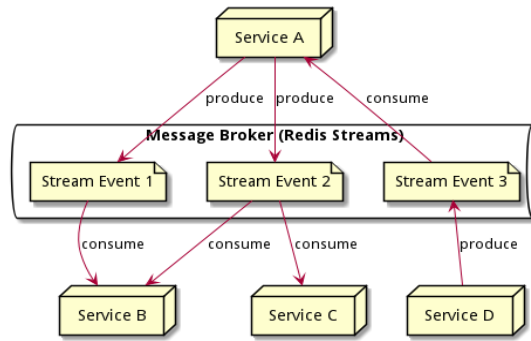 Service A
produce
produce
consume
Message Broker (Redis Streams)
Stream Event 1
Stream Event 2
Stream Event 3
consume
consume
consume
produce
Service B
Service C
Service D